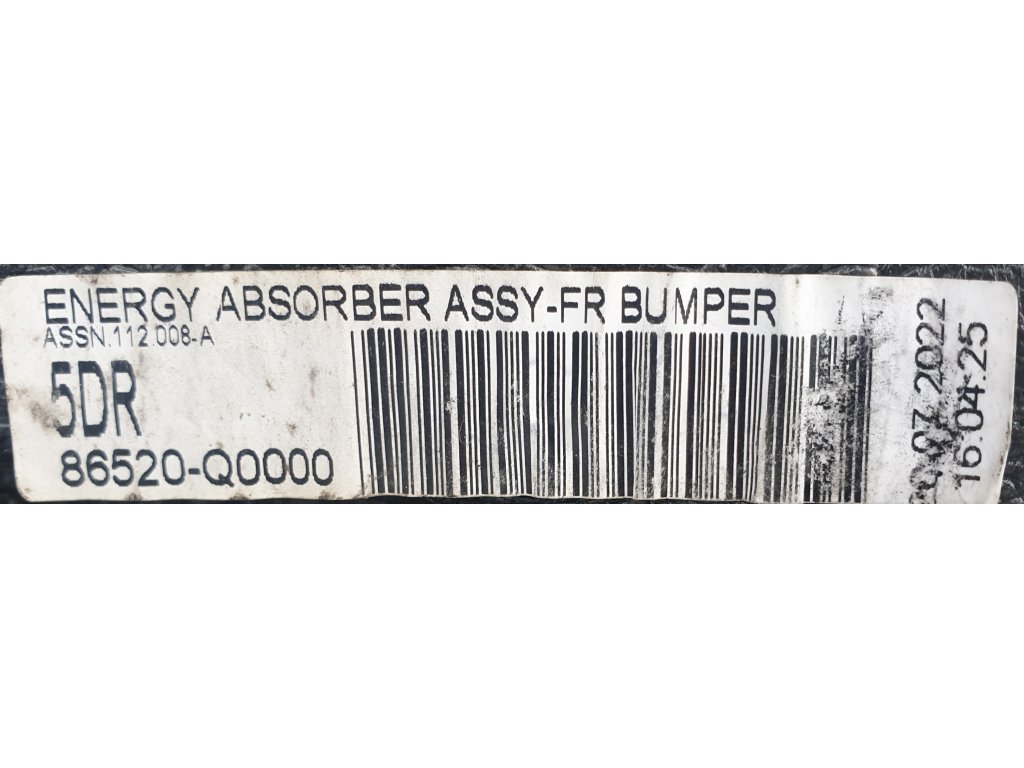 ENERGY ABSORBER ASSY-FR BUMPER
ASSN.112.008-A
5DR
86520-Q0000
16:04:25